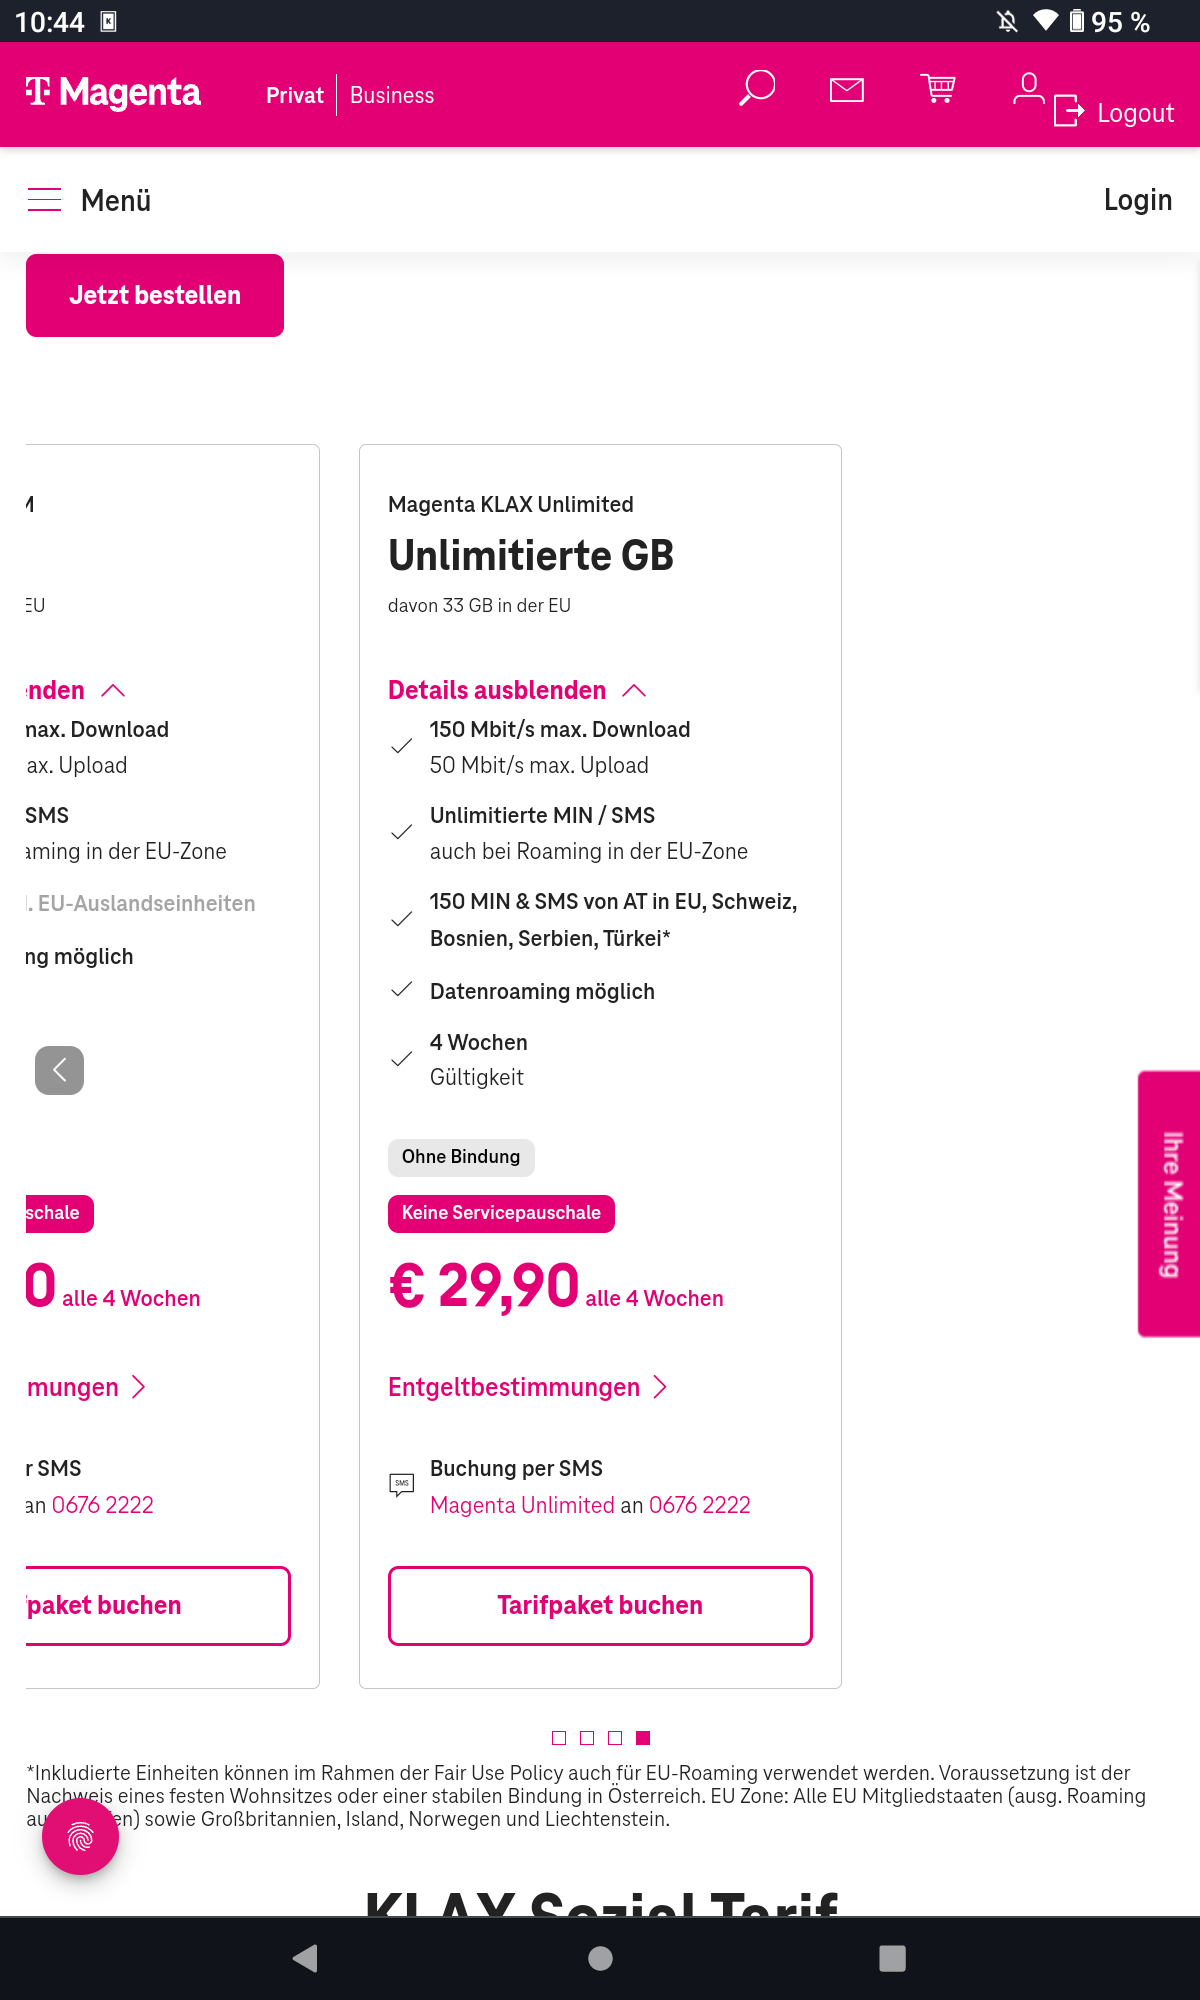 10:44
95 %
T Magenta
Privat
Business
Logout
Menü
Login
Jetzt bestellen
M
EU
nden
max. Download
ax. Upload
SMS
aming in der EU-Zone
l. EU-Auslandseinheiten
ng möglich
schale
0 alle 4 Wochen
mungen
r SMS
an 0676 2222
paket buchen
Magenta KLAX Unlimited
Unlimitierte GB
davon 33 GB in der EU
Details ausblenden
150 Mbit/s max. Download
50 Mbit/s max. Upload
Unlimitierte MIN / SMS
auch bei Roaming in der EU-Zone
150 MIN & SMS von AT in EU, Schweiz,
Bosnien, Serbien, Türkei*
Datenroaming möglich
4 Wochen
Gültigkeit
Ohne Bindung
Keine Servicepauschale
€ 29,90 alle 4 Wochen
Entgeltbestimmungen
SMS
Buchung per SMS
Magenta Unlimited an 0676 2222
Tarifpaket buchen
Ihre Meinung
*Inkludierte Einheiten können im Rahmen der Fair Use Policy auch für EU-Roaming verwendet werden. Voraussetzung ist der
Nachweis eines festen Wohnsitzes oder einer stabilen Bindung in Österreich. EU Zone: Alle EU Mitgliedstaaten (ausg. Roaming
au en) sowie Großbritannien, Island, Norwegen und Liechtenstein.
KLAX Sozial Tarif